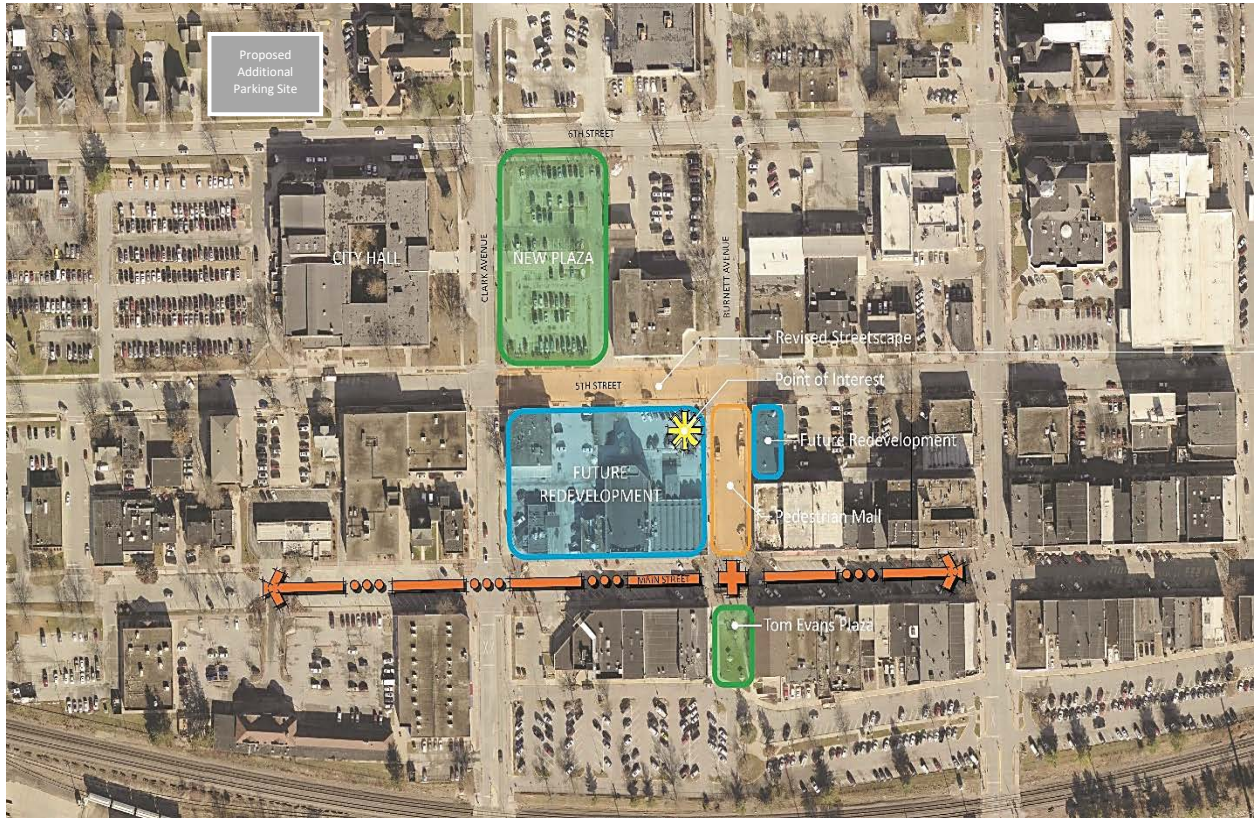 Proposed
Additional
Parking Site
6TH STREET
CITY HALL
CLARK AVENUE
NEW PLAZA
BURNETT AVENUE
Revised Streetscape
5TH STREET
Point of Interest
Future Redevelopment
FUTURE
REDEVELOPMENT
Pedestrian Mall
MAIN STREET
Tom Evans Plaza